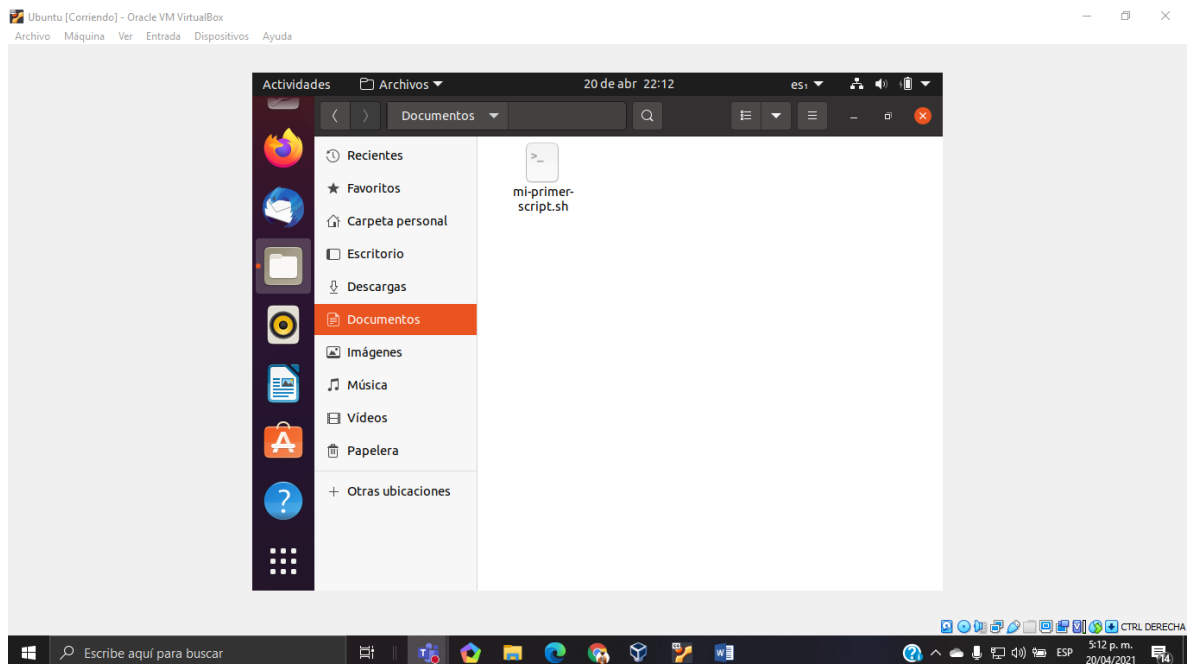 Ubuntu [Corriendo] - Oracle VM VirtualBox
Archivo Máquina Ver Entrada Dispositivos Ayuda
Actividades Archivos 20 de abr 22:12 es₁
Documentos
Recientes
Favoritos
Carpeta personal
Escritorio
Descargas
Documentos
Imágenes
Música
Vídeos
Papelera
+ Otras ubicaciones
>_
mi-primer-
script.sh
CTRL DERECHA
Escribe aquí para buscar
ESP
5:12 p. m.
20/04/2021
14